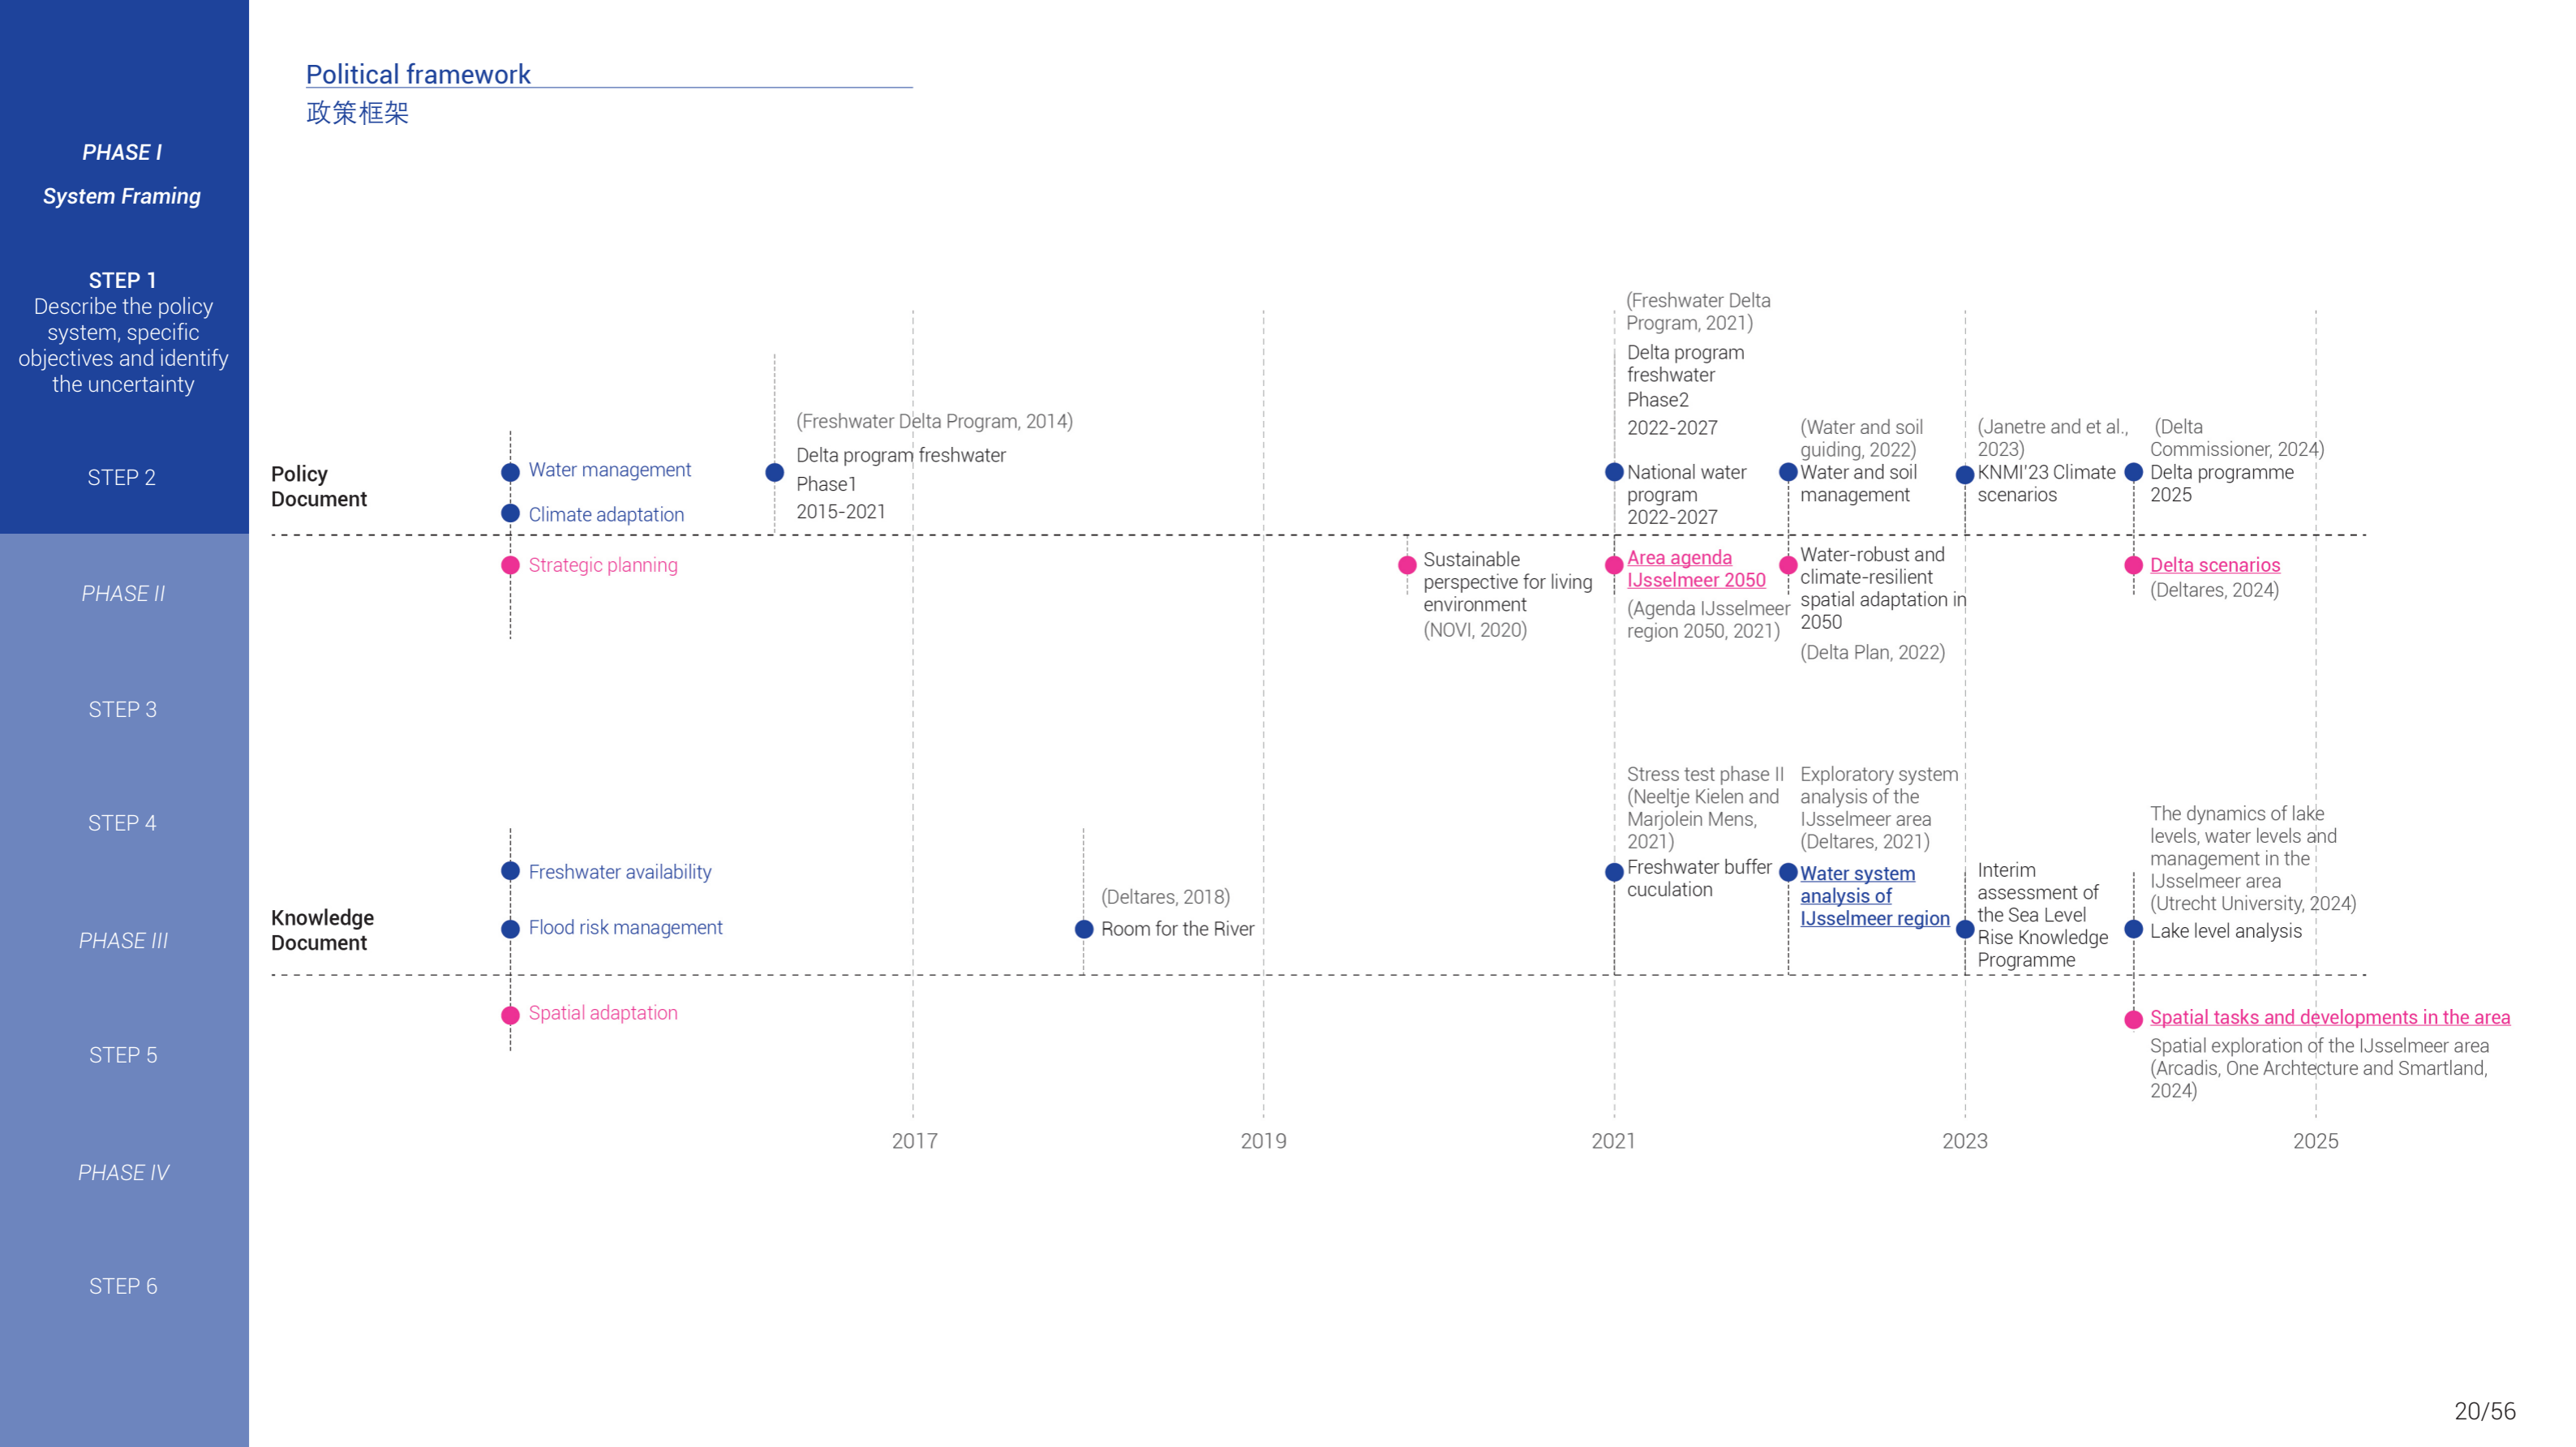 PHASE I
System Framing
STEP 1
Describe the policy
system, specific
objectives and identify
the uncertainty
STEP 2
PHASE II
STEP 3
STEP 4
PHASE III
STEP 5
PHASE IV
STEP 6
Political framework
政策框架
Policy
Document
Water management
Climate adaptation
Strategic planning
(Freshwater Delta Program, 2014)
Delta program freshwater
Phase1
2015-2021
(Freshwater Delta
Program, 2021)
Delta program
freshwater
Phase2
2022-2027
National water
program
2022-2027
(Water and soil
guiding, 2022)
Water and soil
management
(Janetre and et al.,
2023)
KNMI'23 Climate
scenarios
(Delta
Commissioner, 2024)
Delta programme
2025
Sustainable
perspective for living
environment
(NOVI, 2020)
Area agenda
IJsselmeer 2050
(Agenda IJsselmeer
region 2050, 2021)
Water-robust and
climate-resilient
spatial adaptation in
2050
(Delta Plan, 2022)
Delta scenarios
(Deltares, 2024)
Knowledge
Document
Freshwater availability
Flood risk management
Spatial adaptation
(Deltares, 2018)
Room for the River
Stress test phase II
(Neeltje Kielen and
Marjolein Mens,
2021)
Freshwater buffer
cuculation
Exploratory system
analysis of the
IJsselmeer area
(Deltares, 2021)
Water system
analysis of
IJsselmeer region
Interim
assessment of
the Sea Level
Rise Knowledge
Programme
The dynamics of lake
levels, water levels and
management in the
IJsselmeer area
(Utrecht University, 2024)
Lake level analysis
Spatial tasks and developments in the area
Spatial exploration of the IJsselmeer area
(Arcadis, One Archtecture and Smartland,
2024)
2017
2019
2021
2023
2025
20/56